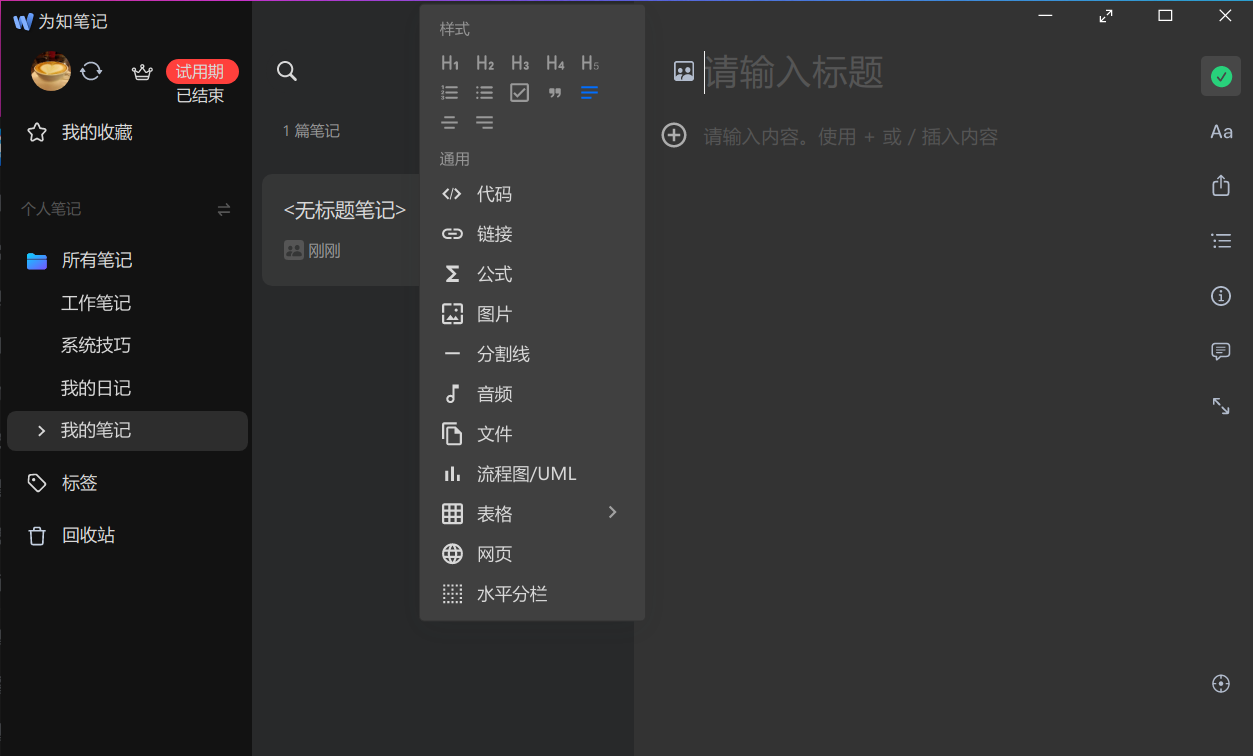 为知笔记
试用期
已结束
我的收藏
个人笔记
所有笔记
工作笔记
系统技巧
我的日记
我的笔记
标签
回收站
1 篇笔记
<无标题笔记>
刚刚
样式
H1 H2 H3 H4 H5
通用
代码
链接
公式
图片
分割线
音频
文件
流程图/UML
表格
网页
水平分栏
请输入标题
请输入内容。使用 + 或 / 插入内容
Aa